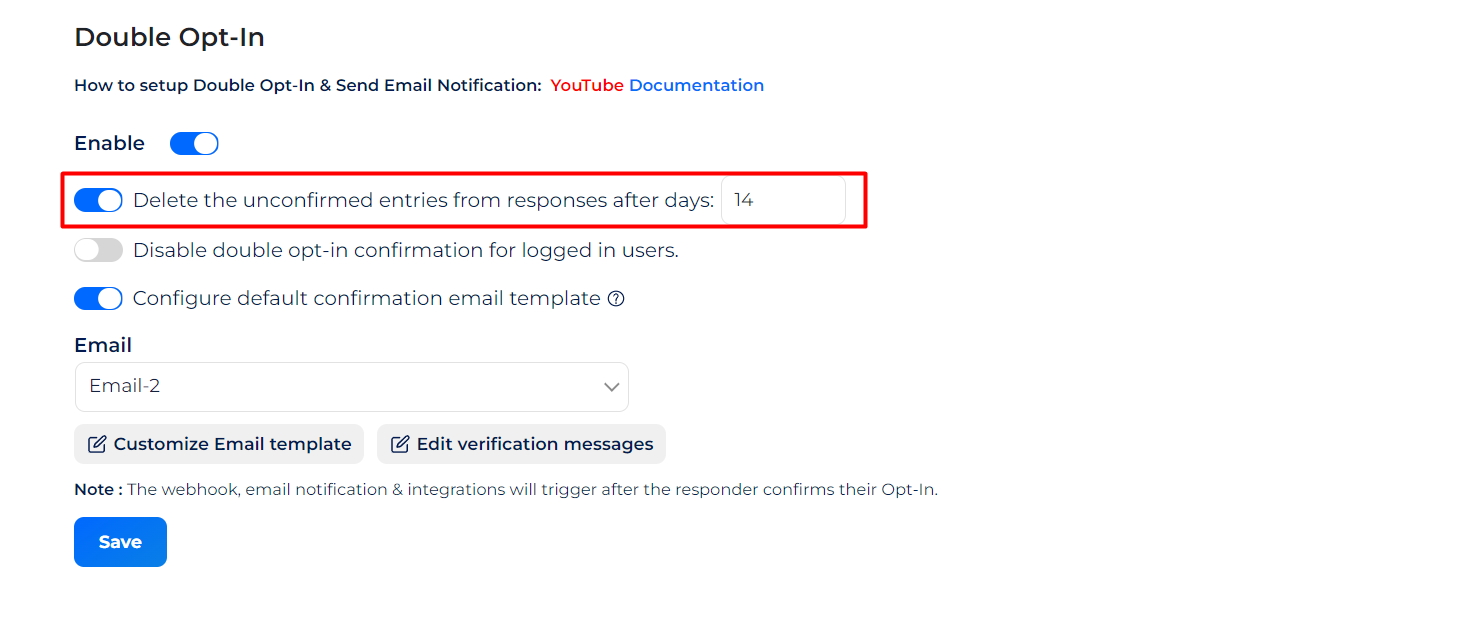 Double Opt-In
How to setup Double Opt-In & Send Email Notification: YouTube Documentation
Enable
Delete the unconfirmed entries from responses after days: 14
Disable double opt-in confirmation for logged in users.
Configure default confirmation email template ?
Email
Email-2
Customize Email template Edit verification messages
Note : The webhook, email notification & integrations will trigger after the responder confirms their Opt-In.
Save